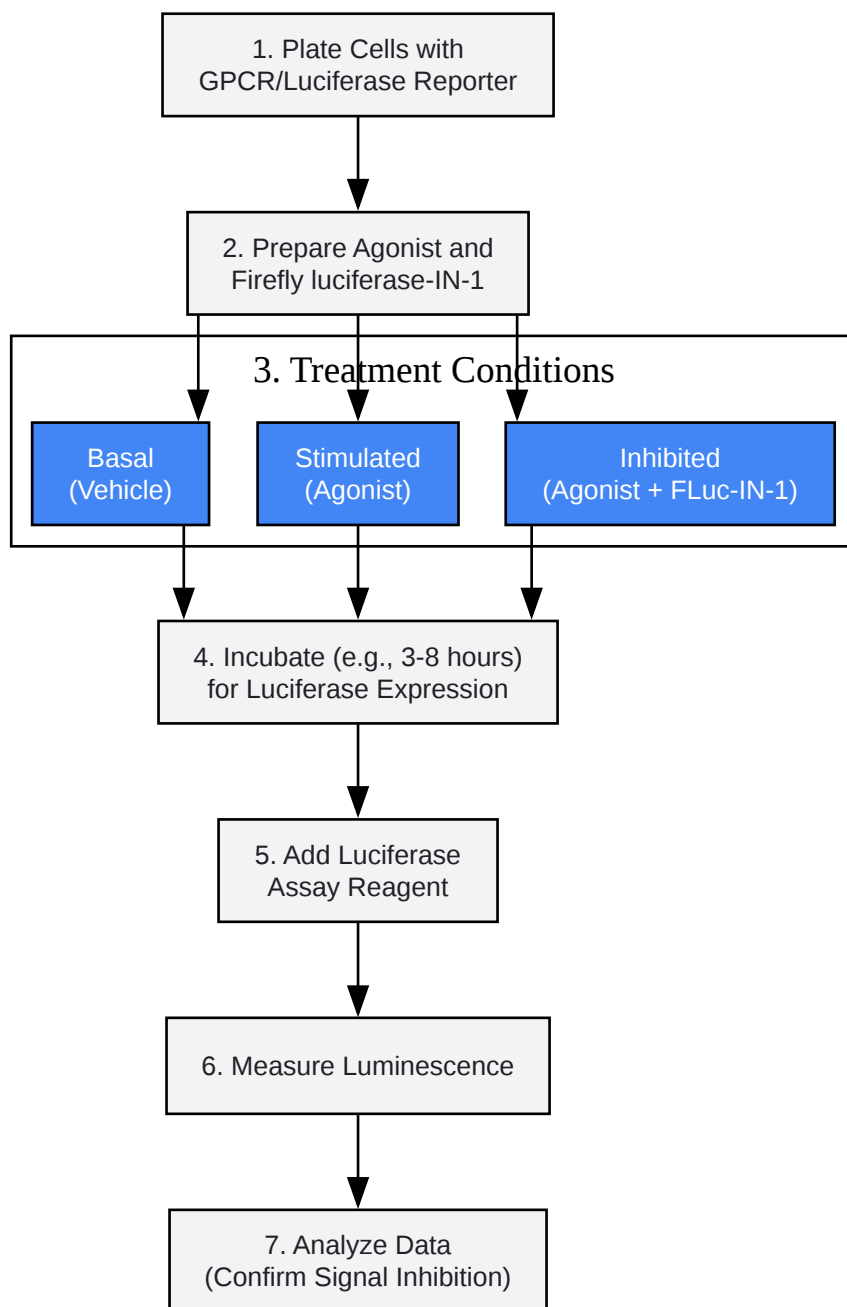 1. Plate Cells with
GPCR/Luciferase Reporter
2. Prepare Agonist and
Firefly luciferase-IN-1
3. Treatment Conditions
Basal
(Vehicle)
Stimulated
(Agonist)
Inhibited
(Agonist + FLuc-IN-1)
4. Incubate (e.g., 3-8 hours)
for Luciferase Expression
5. Add Luciferase
Assay Reagent
6. Measure Luminescence
7. Analyze Data
(Confirm Signal Inhibition)